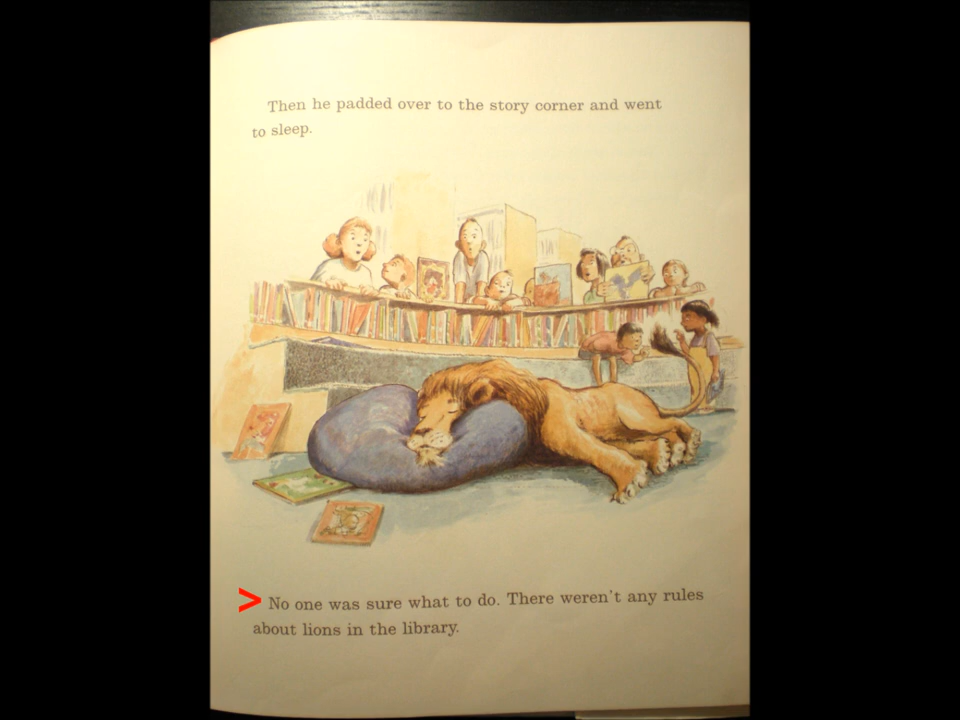 Then he padded over to the story corner and went
to sleep.
> No one was sure what to do. There weren't any rules
about lions in the library.